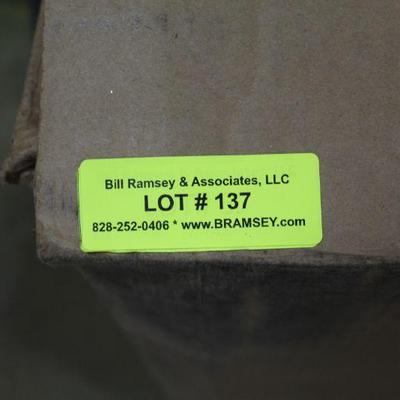 Bill Ramsey & Associates, LLC
LOT # 137
828-252-0406 * www.BRAMSEY.com